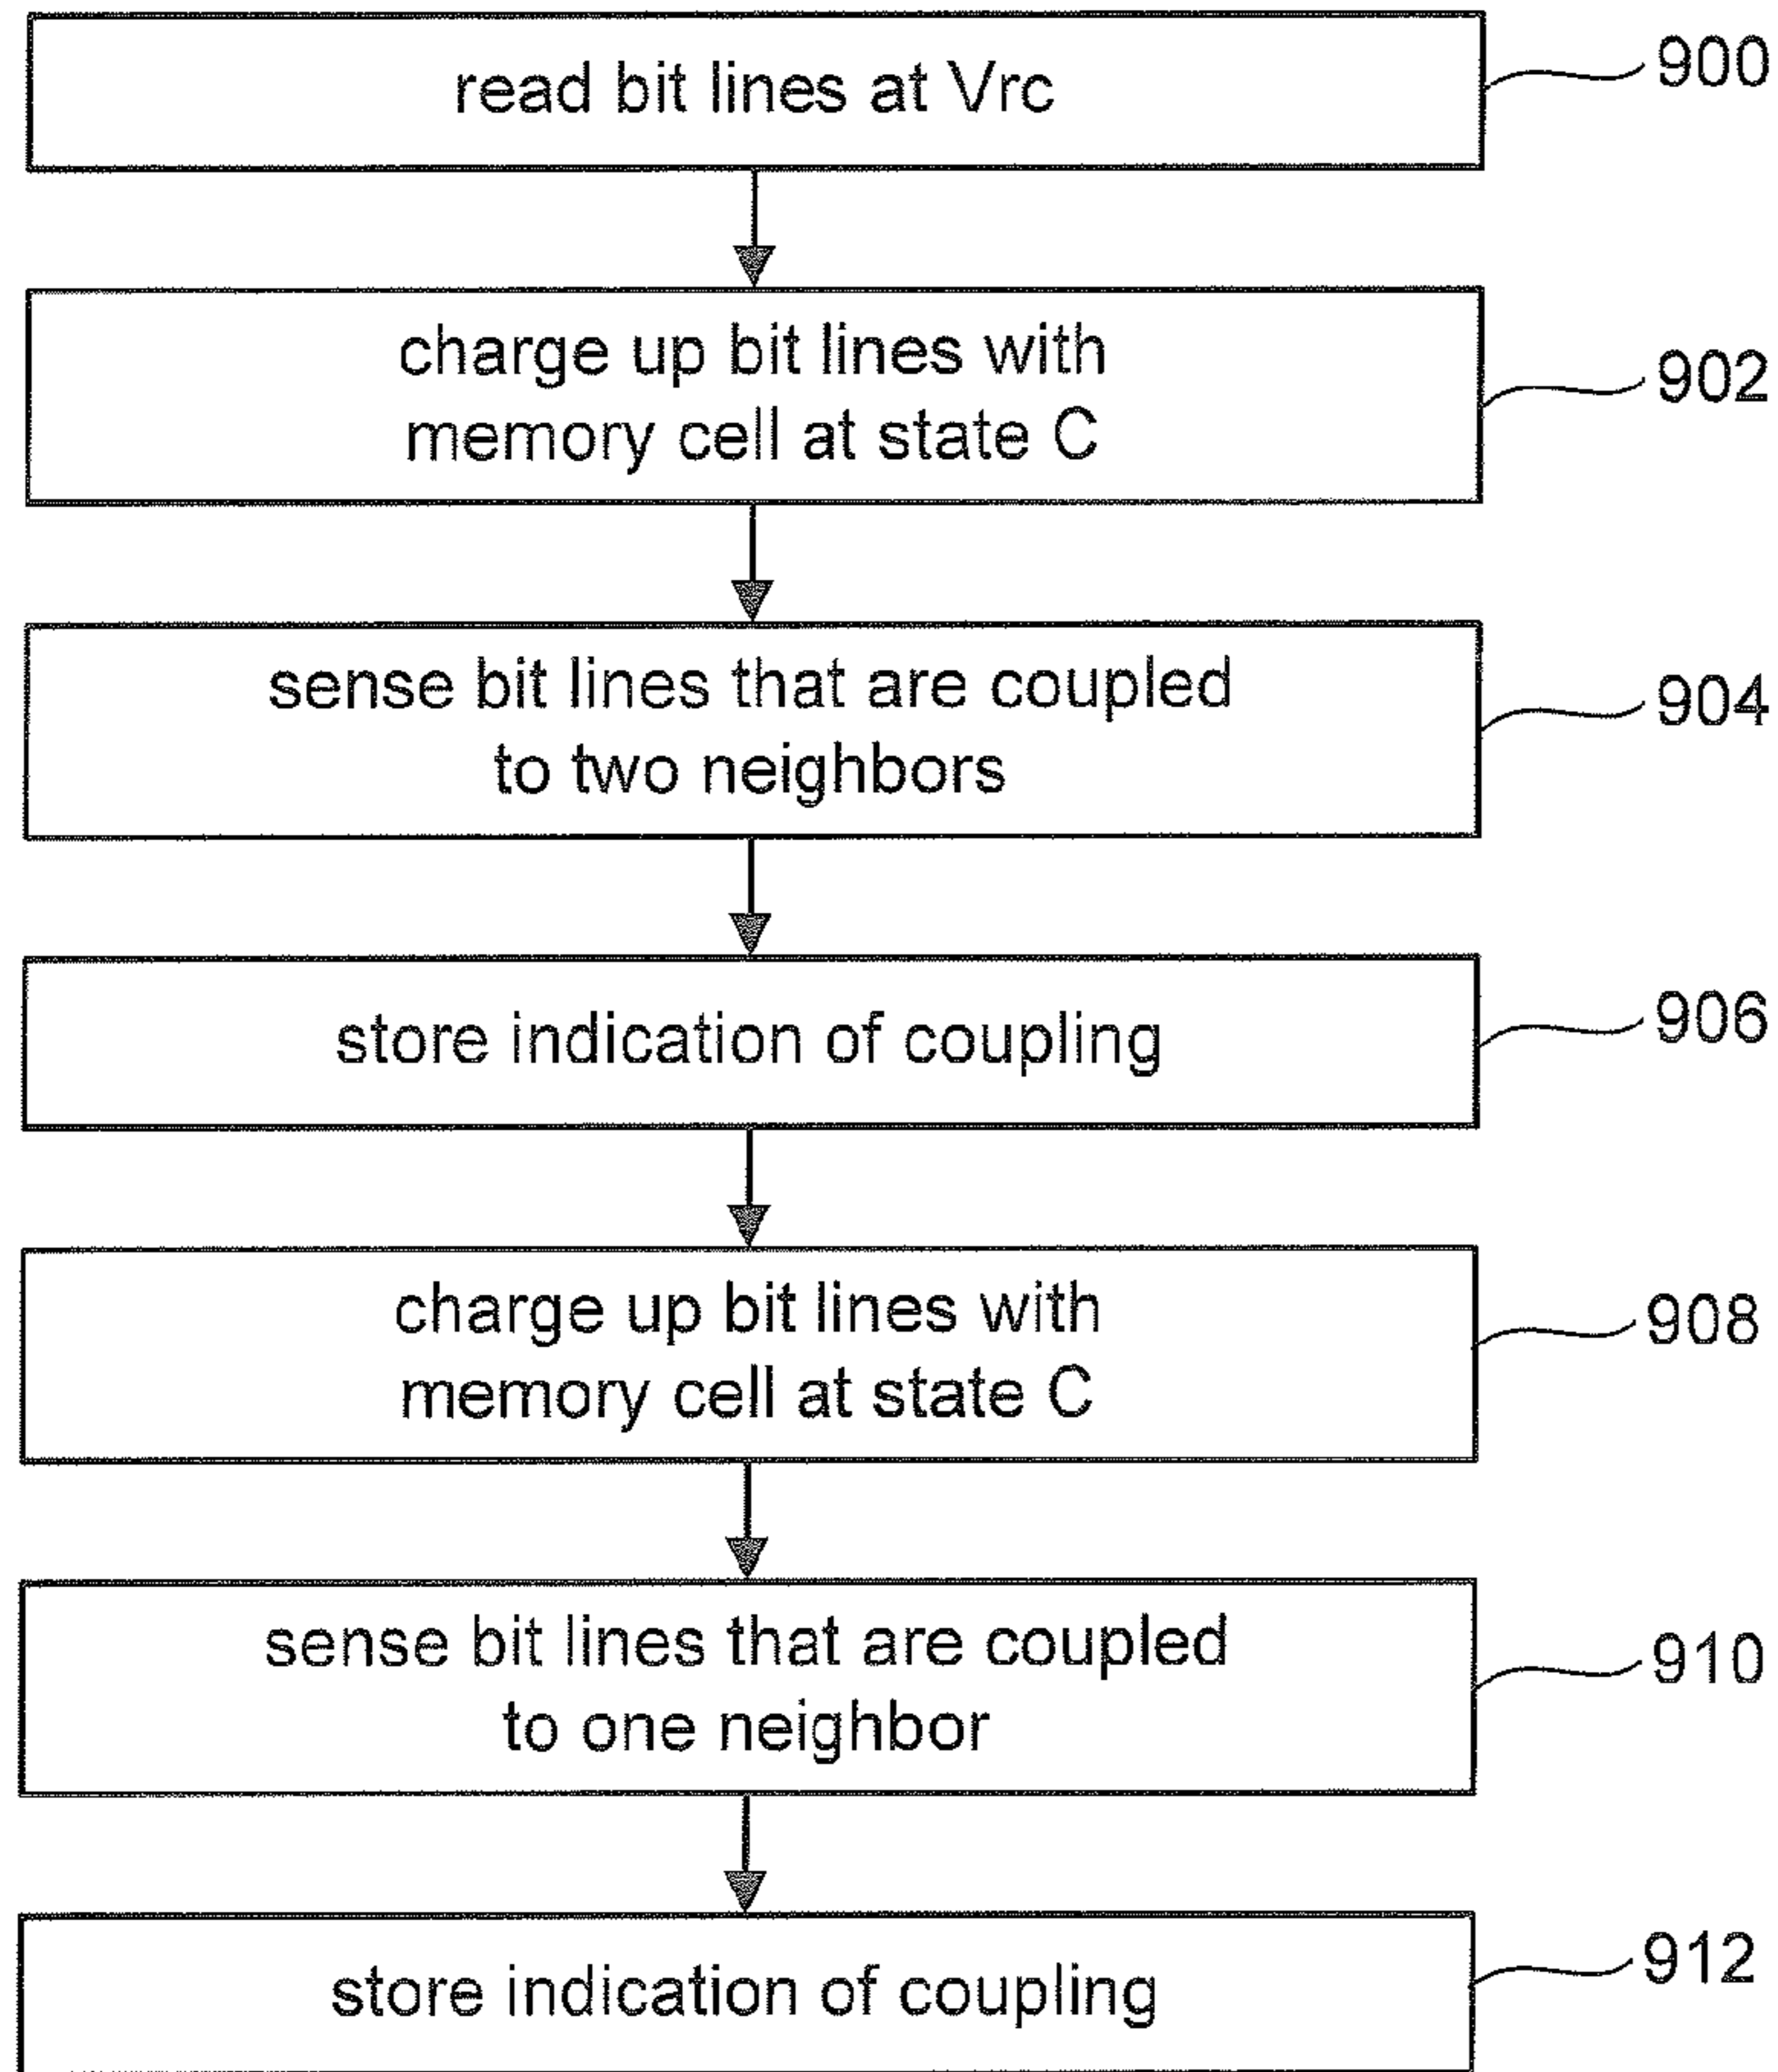 read bit lines at Vrc
900
charge up bit lines with
memory cell at state C
902
sense bit lines that are coupled
to two neighbors
904
store indication of coupling
906
charge up bit lines with
memory cell at state C
908
sense bit lines that are coupled
to one neighbor
910
store indication of coupling
912